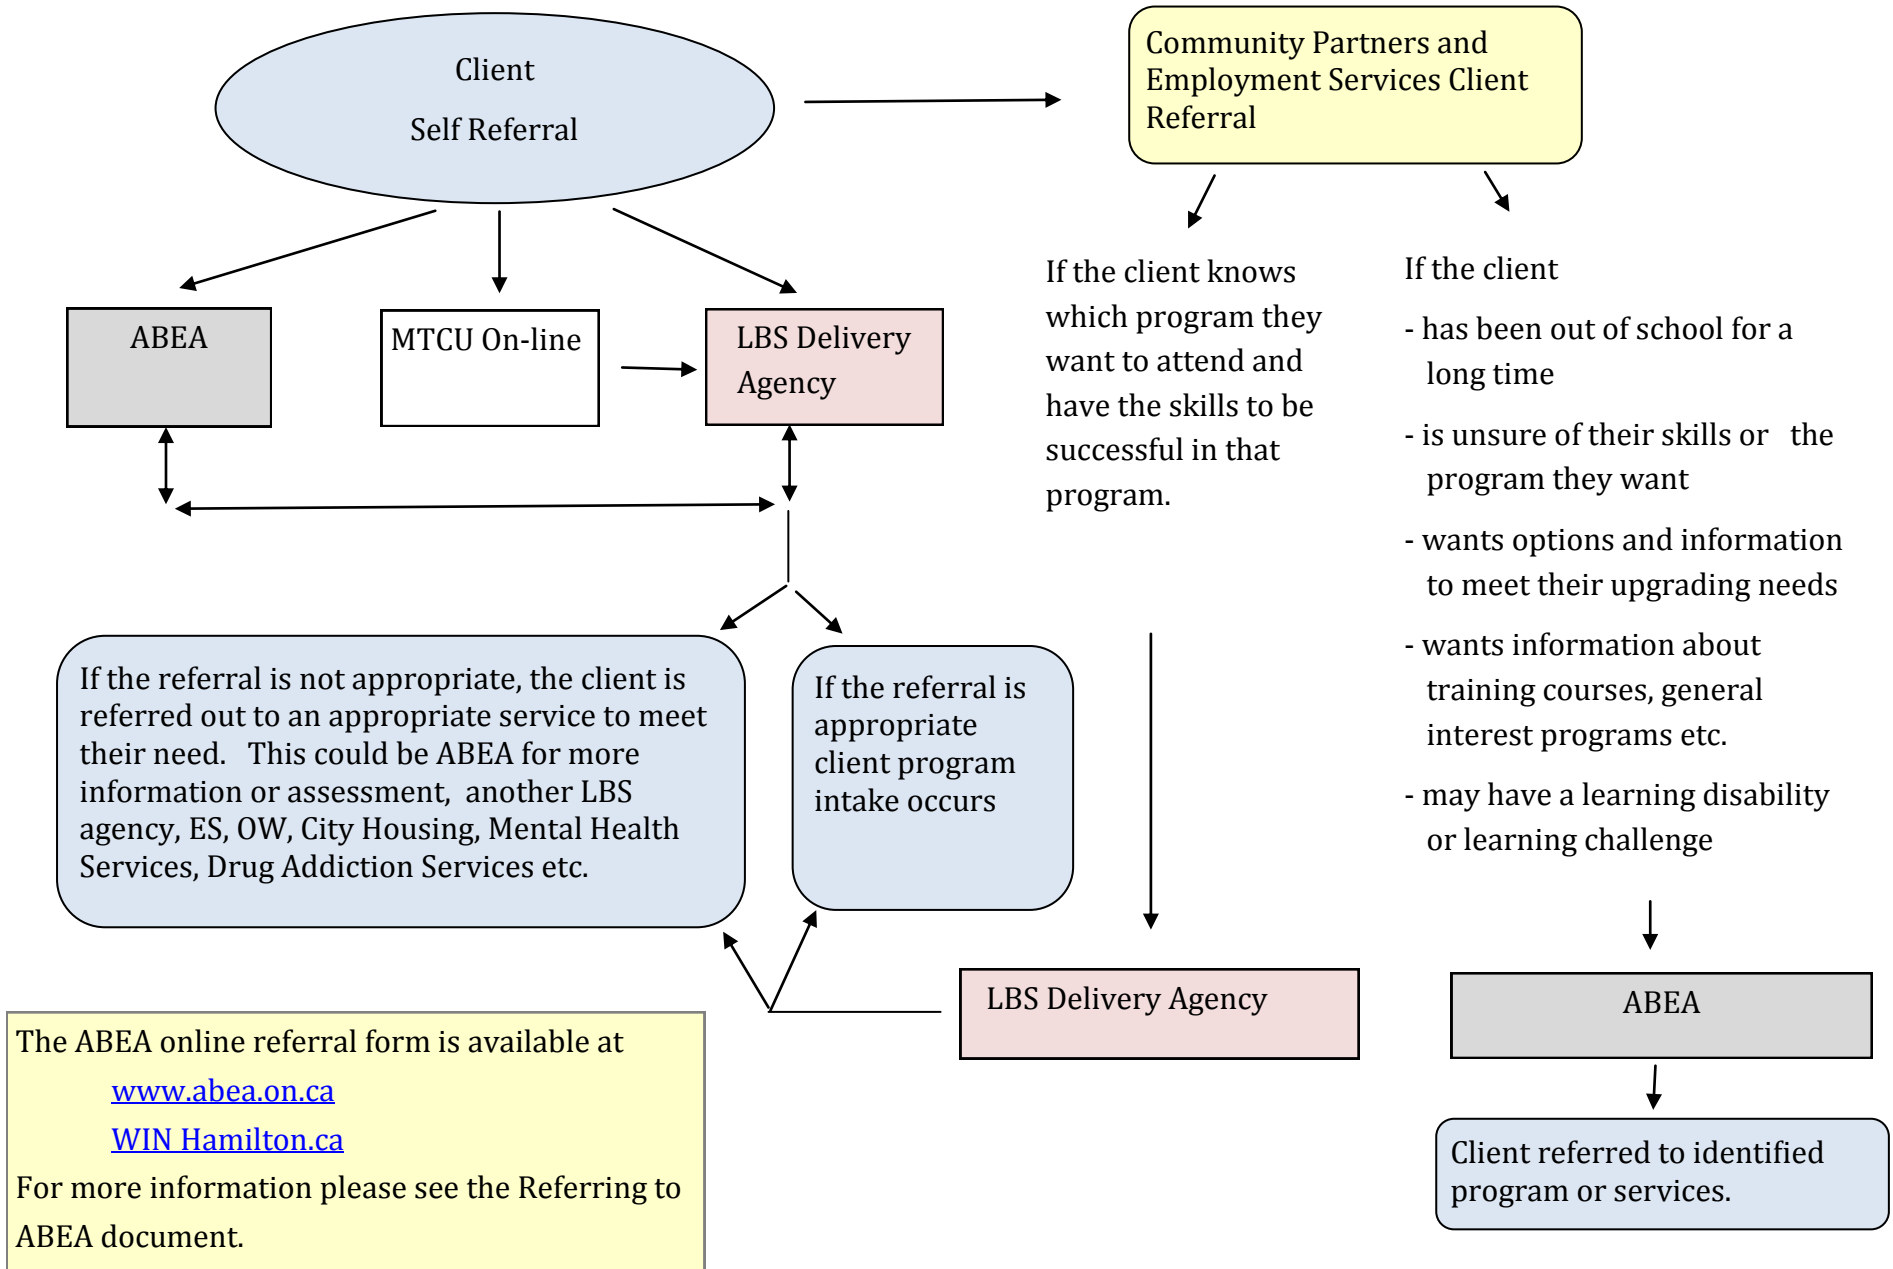 Client
Self Referral
Community Partners and
Employment Services Client
Referral
ABEA
MTCU On-line
LBS Delivery
Agency
If the client knows
which program they
want to attend and
have the skills to be
successful in that
program.
If the client
- has been out of school for a
long time
- is unsure of their skills or the
program they want
- wants options and information
to meet their upgrading needs
- wants information about
training courses, general
interest programs etc.
- may have a learning disability
or learning challenge
If the referral is not appropriate, the client is
referred out to an appropriate service to meet
their need. This could be ABEA for more
information or assessment, another LBS
agency, ES, OW, City Housing, Mental Health
Services, Drug Addiction Services etc.
If the referral is
appropriate
client program
intake occurs
LBS Delivery Agency
ABEA
Client referred to identified
program or services.
The ABEA online referral form is available at
www.abea.on.ca
WIN Hamilton.ca
For more information please see the Referring to
ABEA document.